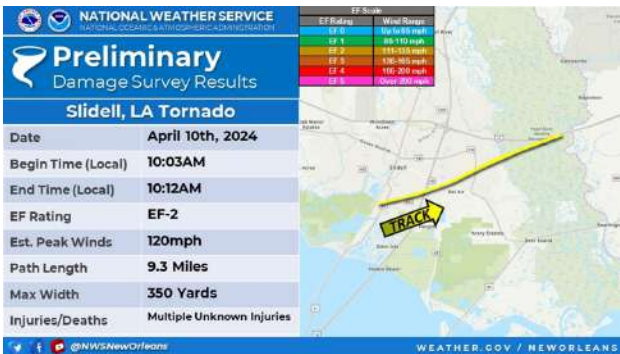 NATIONAL WEATHER SERVICE
NATIONAL OCEANIC & ATMOSPHERIC ADMINISTRATION
Preliminary
Damage Survey Results
Slidell, LA Tornado
Date April 10th, 2024
Begin Time (Local) 10:03AM
End Time (Local) 10:12AM
EF Rating EF-2
Est. Peak Winds 120mph
Path Length 9.3 Miles
Max Width 350 Yards
Injuries/Deaths Multiple Unknown Injuries
@NWSNewOrleans
EF Scale
EF Rating Wind Range
EF 0 Up to 85 mph
EF 1 86-110 mph
EF 2 111-135 mph
EF 3 136-165 mph
EF 4 166-200 mph
EF 5 Over 200 mph
SLIDELL
TRACK
WEATHER.GOV / NEWORLEANS